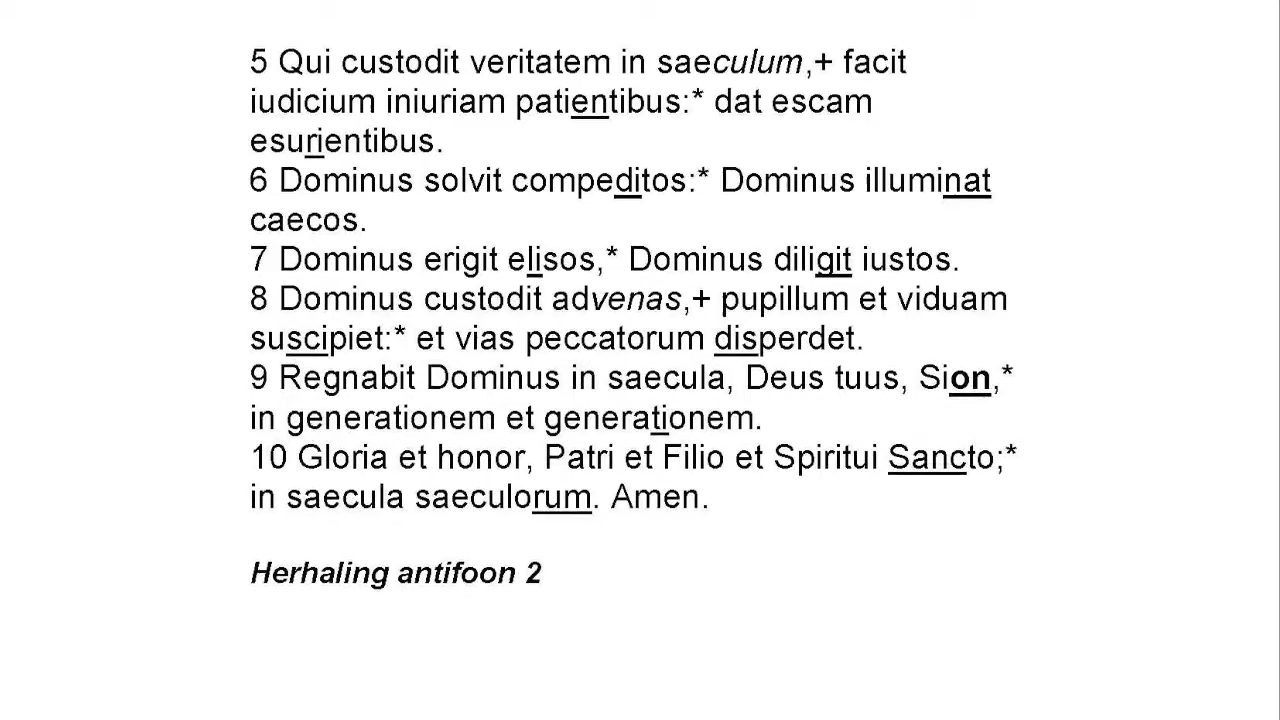 5 Qui custodit veritatem in saeculum,+ facit
iudicium iniuriam patientibus:* dat escam
esurientibus.
6 Dominus solvit compeditos:* Dominus illuminat
caecos.
7 Dominus erigit elisos,* Dominus diligit iustos.
8 Dominus custodit advenas,+ pupillum et viduam
suscipiet:* et vias peccatorum disperdet.
9 Regnabit Dominus in saecula, Deus tuus, Sion,*
in generationem et generationem.
10 Gloria et honor, Patri et Filio et Spiritui Sancto;*
in saecula saeculorum. Amen.
Herhaling antifoon 2